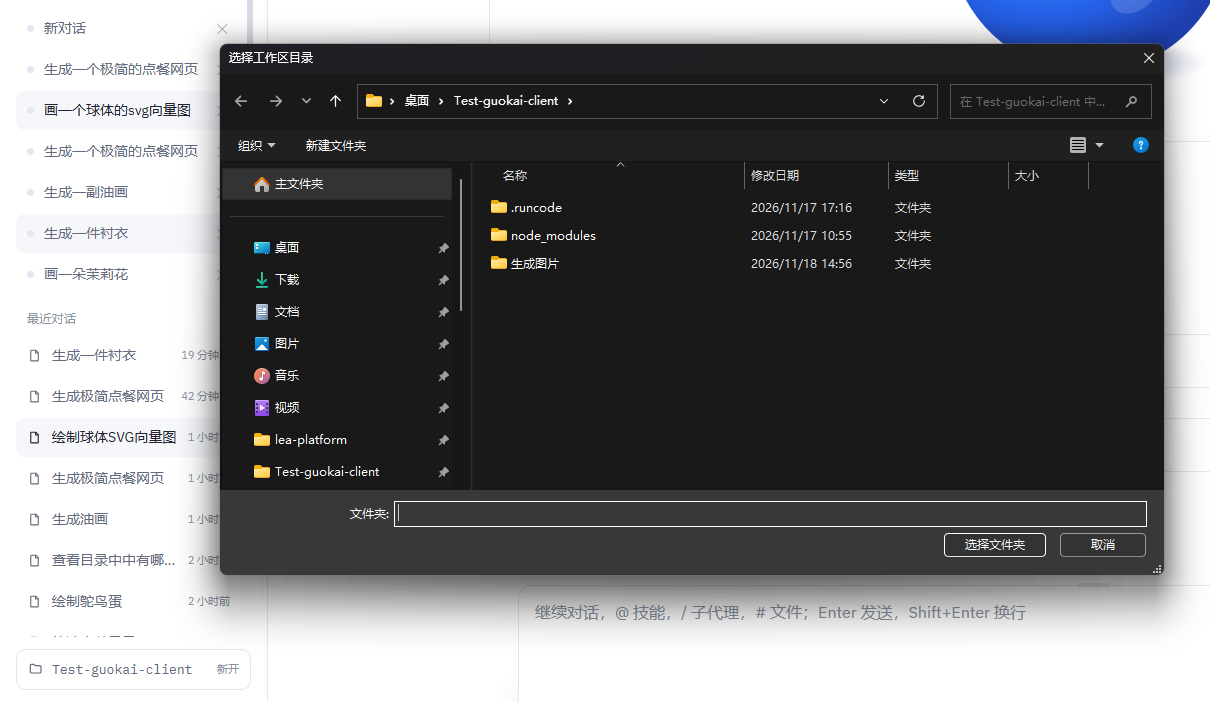 新对话
生成一个极简的点餐网页
画一个球体的svg向量图
生成一个极简的点餐网页
生成一副油画
生成一件衬衣
画一朵茉莉花
最近对话
生成一件衬衣 19 分钟
生成极简点餐网页 42 分钟
绘制球体SVG向量图 1 小时
生成极简点餐网页 1 小时
生成油画 1 小时
查看目录中中有哪... 2 小时
绘制鸵鸟蛋 2 小时前
Test-guokai-client 新开
选择工作区目录
桌面 Test-guokai-client
在 Test-guokai-client 中...
组织 新建文件夹
主文件夹
桌面
下载
文档
图片
音乐
视频
lea-platform
Test-guokai-client
名称 修改日期 类型 大小
.runcode 2026/11/17 17:16 文件夹
node_modules 2026/11/17 10:55 文件夹
生成图片 2026/11/18 14:56 文件夹
文件夹:
选择文件夹 取消
继续对话，@ 技能，/ 子代理，# 文件；Enter 发送，Shift+Enter 换行